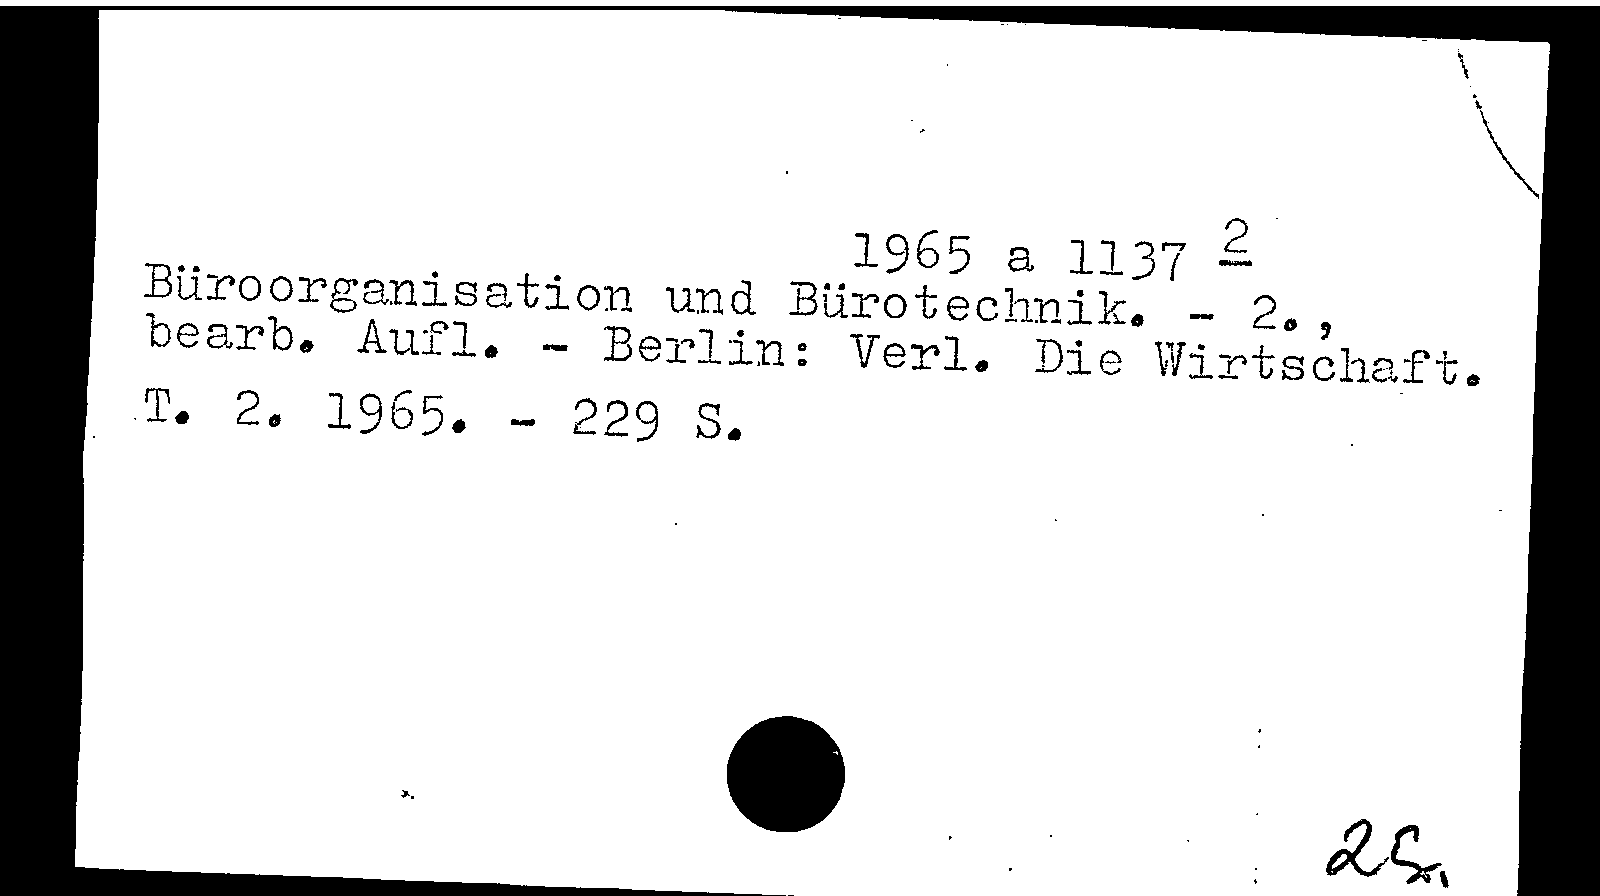 1965 a 1137 2
Büroorganisation und Bürotechnik. - 2.,
bearb. Aufl. - Berlin: Verl. Die Wirtschaft.
T. 2. 1965. - 229 S.